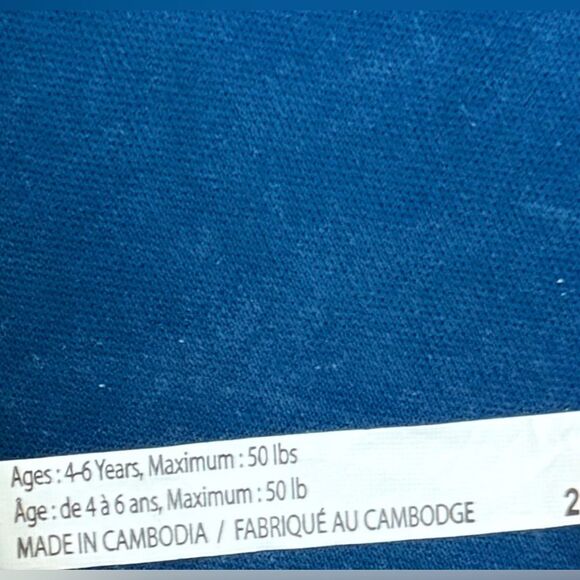 Ages : 4-6 Years, Maximum : 50 lbs
Âge : de 4 à 6 ans, Maximum : 50 lb
MADE IN CAMBODIA / FABRIQUÉ AU CAMBODGE
2